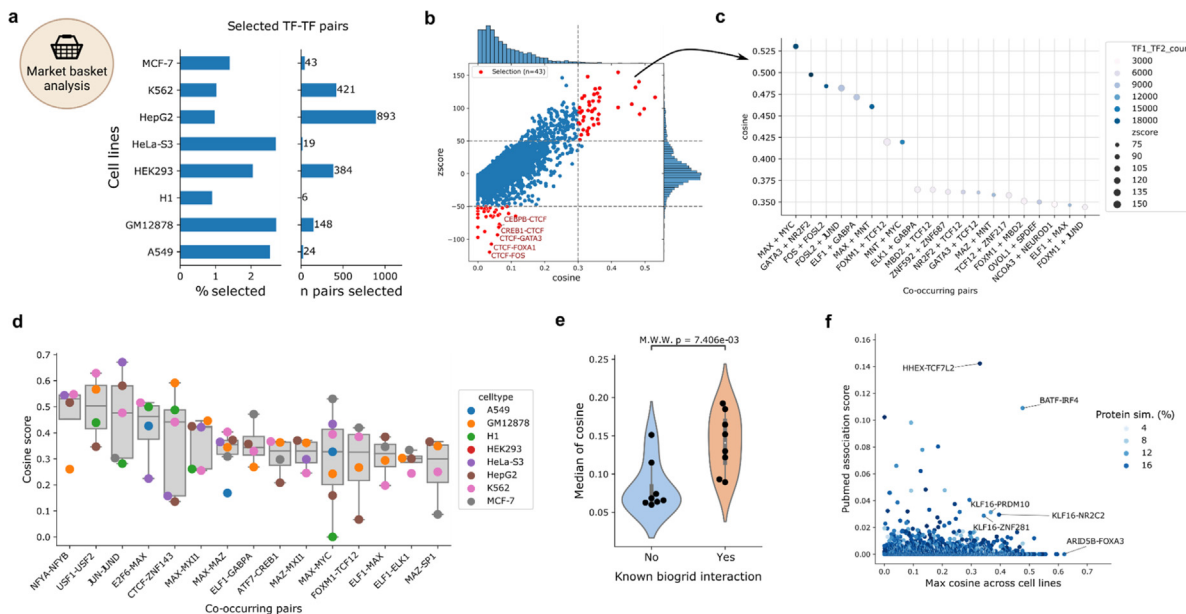 a
Market basket
analysis
Selected TF-TF pairs
Cell lines
MCF-7
K562
HepG2
HeLa-S3
HEK293
H1
GM12878
A549
43
421
893
19
384
6
148
24
0 1 2
% selected
0 500 1000
n pairs selected
b
Selection (n=43)
zscore
150
100
50
0
−50
−100
CEBPB-CTCF
CREB1-CTCF
CTCF-GATA3
CTCF-FOXA1
CTCF-FOS
0.0 0.1 0.2 0.3 0.4 0.5
cosine
c
cosine
0.525
0.500
0.475
0.450
0.425
0.400
0.375
0.350
MAX + MYC
GATA3 + NR2F2
FOS + FOSL2
FOSL2 + JUND
ELF1 + GABPA
MAX + MNT
FOXM1 + TCF12
MNT + MYC
ELK1 + GABPA
MBD2 + TCF12
ZNF592 + ZNF687
NR2F2 + TCF12
GATA3 + TCF12
MAZ + MNT
TCF12 + ZNF217
FOXM1 + MBD2
OVOL1 + SPDEF
NCOA3 + NEUROD1
ELF1 + MAX
FOXM1 + JUND
Co-occurring pairs
TF1_TF2_count
3000
6000
9000
12000
15000
18000
zscore
75
90
105
120
135
150
d
Cosine score
0.7
0.6
0.5
0.4
0.3
0.2
0.1
0.0
NFYA-NFYB
USF1-USF2
JUN-JUND
E2F6-MAX
CTCF-ZNF143
MAX-MXI1
MAX-MAZ
ELF1-GABPA
ATF7-CREB1
MAZ-MXI1
MAX-MYC
FOXM1-TCF12
ELF1-MAX
ELF1-ELK1
MAZ-SP1
Co-occurring pairs
celltype
A549
GM12878
H1
HEK293
HeLa-S3
HepG2
K562
MCF-7
e
M.W.W. p = 7.406e-03
Median of cosine
0.25
0.20
0.15
0.10
0.05
No Yes
Known biogrid interaction
f
Pubmed association score
0.16
0.14
0.12
0.10
0.08
0.06
0.04
0.02
0.00
HHEX-TCF7L2
BATF-IRF4
KLF16-PRDM10
KLF16-NR2C2
KLF16-ZNF281
ARID5B-FOXA3
0.0 0.1 0.2 0.3 0.4 0.5 0.6 0.7 0.8
Max cosine across cell lines
Protein sim. (%)
4
8
12
16